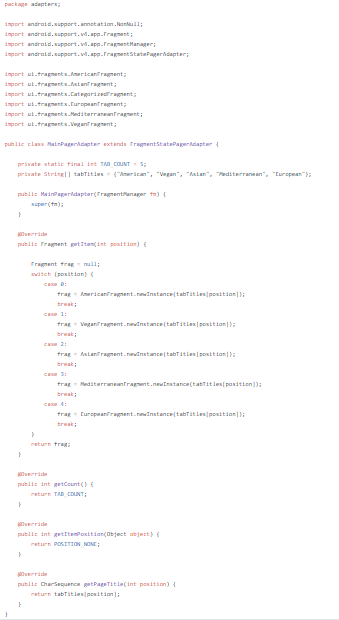 package adapters;
import android.support.annotation.NonNull;
import android.support.v4.app.Fragment;
import android.support.v4.app.FragmentManager;
import android.support.v4.app.FragmentStatePagerAdapter;
import ui.fragments.AmericanFragment;
import ui.fragments.AsianFragment;
import ui.fragments.CategorizedFragment;
import ui.fragments.EuropeanFragment;
import ui.fragments.MediterraneanFragment;
import ui.fragments.VeganFragment;
public class MainPagerAdapter extends FragmentStatePagerAdapter {
private static final int TAB_COUNT = 5;
private String[] tabTitles = {"American", "Vegan", "Asian", "Mediterranean", "European"};
public MainPagerAdapter(FragmentManager fm) {
super(fm);
}
@Override
public Fragment getItem(int position) {
Fragment frag = null;
switch (position) {
case 0:
frag = AmericanFragment.newInstance(tabTitles[position]);
break;
case 1:
frag = VeganFragment.newInstance(tabTitles[position]);
break;
case 2:
frag = AsianFragment.newInstance(tabTitles[position]);
break;
case 3:
frag = MediterraneanFragment.newInstance(tabTitles[position]);
break;
case 4:
frag = EuropeanFragment.newInstance(tabTitles[position]);
break;
}
return frag;
}
@Override
public int getCount() {
return TAB_COUNT;
}
@Override
public int getItemPosition(Object object) {
return POSITION_NONE;
}
@Override
public CharSequence getPageTitle(int position) {
return tabTitles[position];
}
}